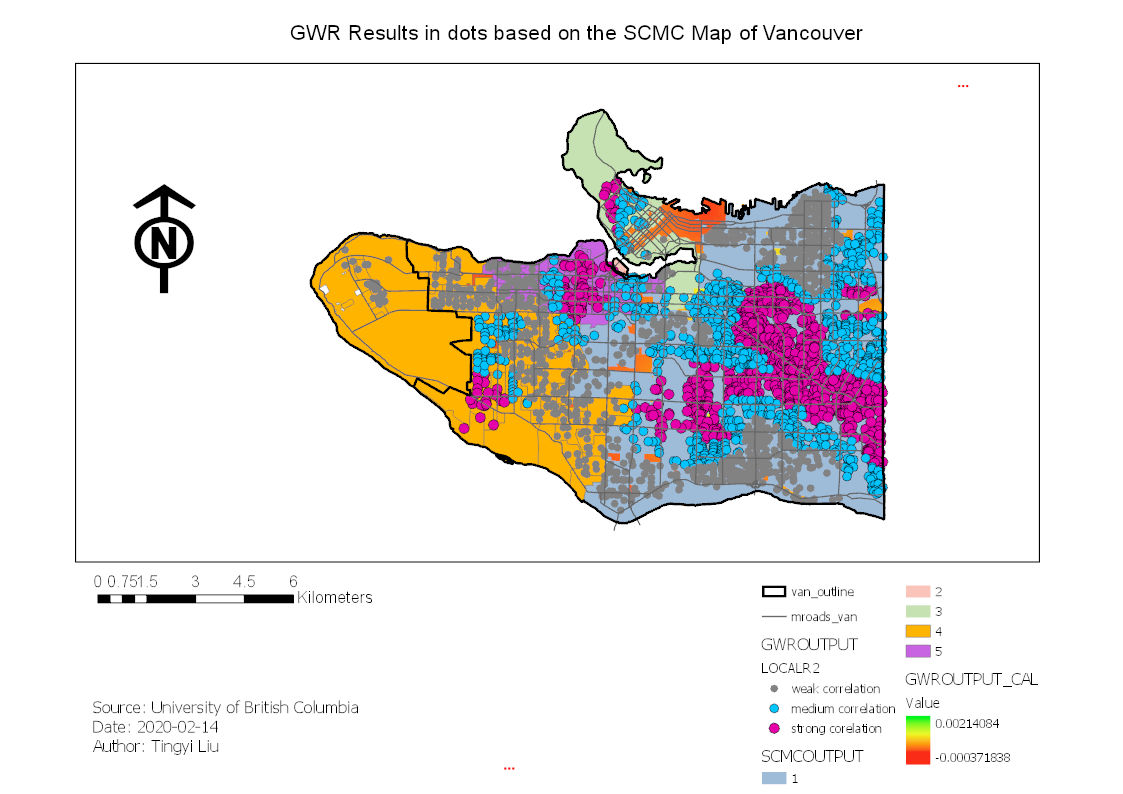 GWR Results in dots based on the SCMC Map of Vancouver
...
N
0 0.751.5 3 4.5 6
Kilometers
van_outline
mroads_van
GWROUTPUT
LOCALR2
weak correlation
medium correlation
strong corelation
SCMCOUTPUT
1
2
3
4
5
GWROUTPUT_CAL
Value
0.00214084
-0.000371838
Source: University of British Columbia
Date: 2020-02-14
Author: Tingyi Liu
...